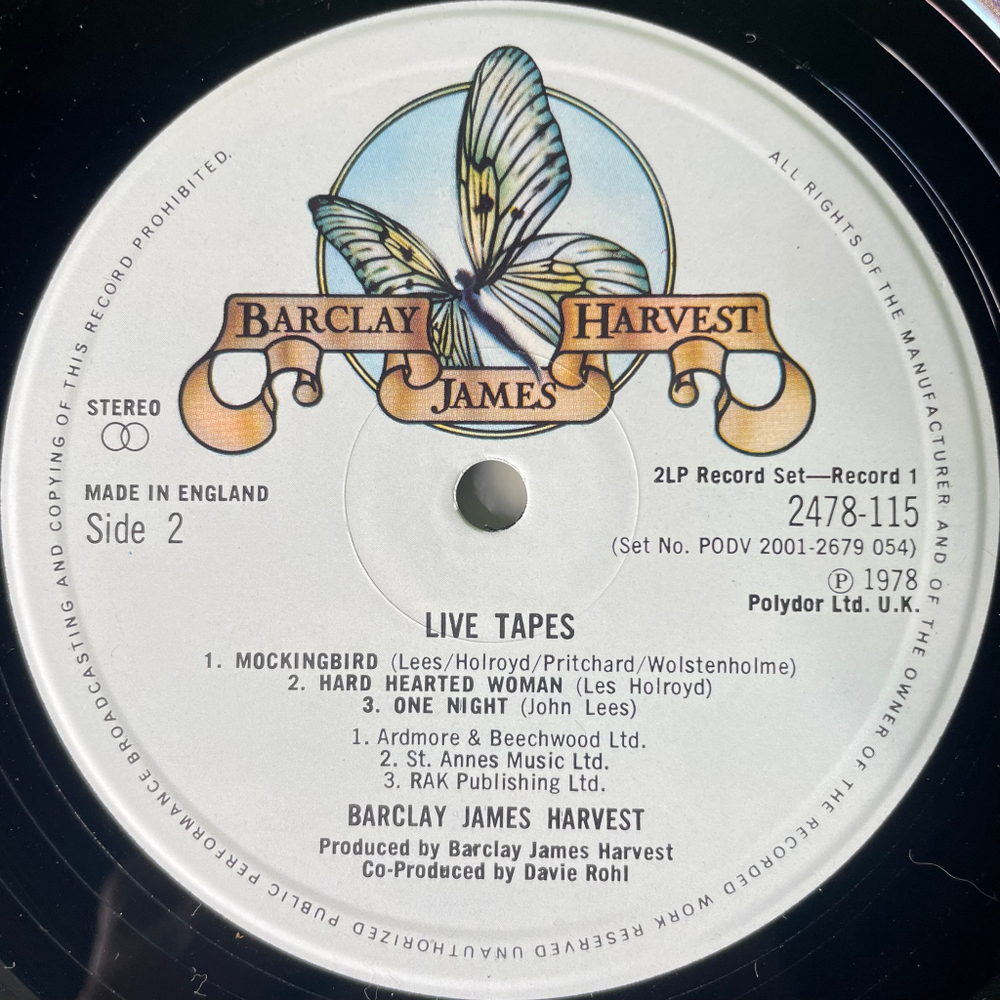 BARCLAY
JAMES
HARVEST
STEREO
MADE IN ENGLAND
Side 2
2LP Record Set—Record 1
2478-115
(Set No. PODV 2001-2679 054)
Ⓟ 1978
Polydor Ltd. U.K.
LIVE TAPES
1. MOCKINGBIRD (Lees/Holroyd/Pritchard/Wolstenholme)
2. HARD HEARTED WOMAN (Les Holroyd)
3. ONE NIGHT (John Lees)
1. Ardmore & Beechwood Ltd.
2. St. Annes Music Ltd.
3. RAK Publishing Ltd.
BARCLAY JAMES HARVEST
Produced by Barclay James Harvest
Co-Produced by Davie Rohl
ALL RIGHTS OF THE MANUFACTURER AND OF THE OWNER OF THE RECORDED WORK RESERVED UNAUTHORIZED PUBLIC PERFORMANCE BROADCASTING AND COPYING OF THIS RECORD PROHIBITED.